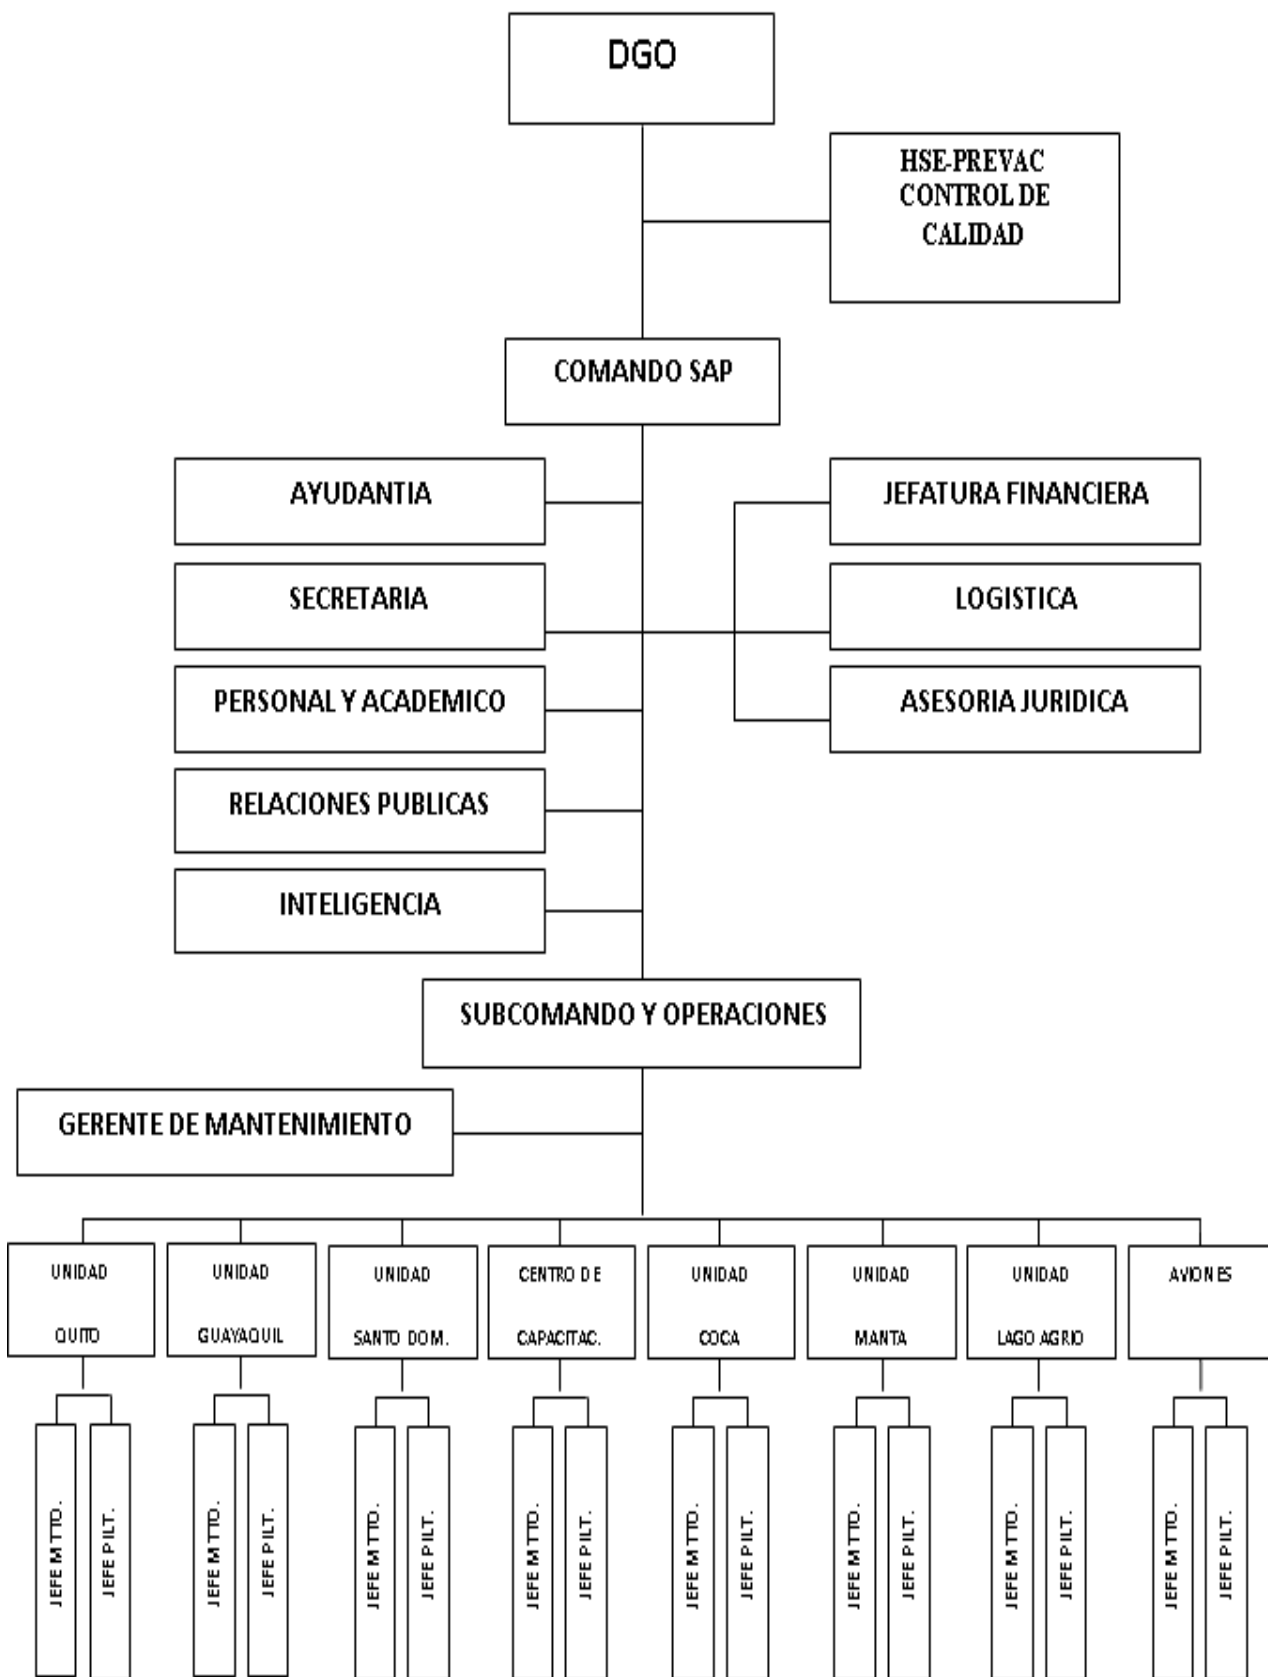 DGO
HSE-PREVAC
CONTROL DE
CALIDAD
COMANDO SAP
AYUDANTIA
JEFATURA FINANCIERA
SECRETARIA
LOGISTICA
PERSONAL Y ACADEMICO
ASESORIA JURIDICA
RELACIONES PUBLICAS
INTELIGENCIA
SUBCOMANDO Y OPERACIONES
GERENTE DE MANTENIMIENTO
UNIDAD
QUITO
UNIDAD
GUAYAQUIL
UNIDAD
SANTO DOM.
CENTRO DE
CAPACITAC.
UNIDAD
COCA
UNIDAD
MANTA
UNIDAD
LAGO AGRIO
AVIONES
JEFE MTTO.
JEFE PILT.
JEFE MTTO.
JEFE PILT.
JEFE MTTO.
JEFE PILT.
JEFE MTTO.
JEFE PILT.
JEFE MTTO.
JEFE PILT.
JEFE MTTO.
JEFE PILT.
JEFE MTTO.
JEFE PILT.
JEFE MTTO.
JEFE PILT.